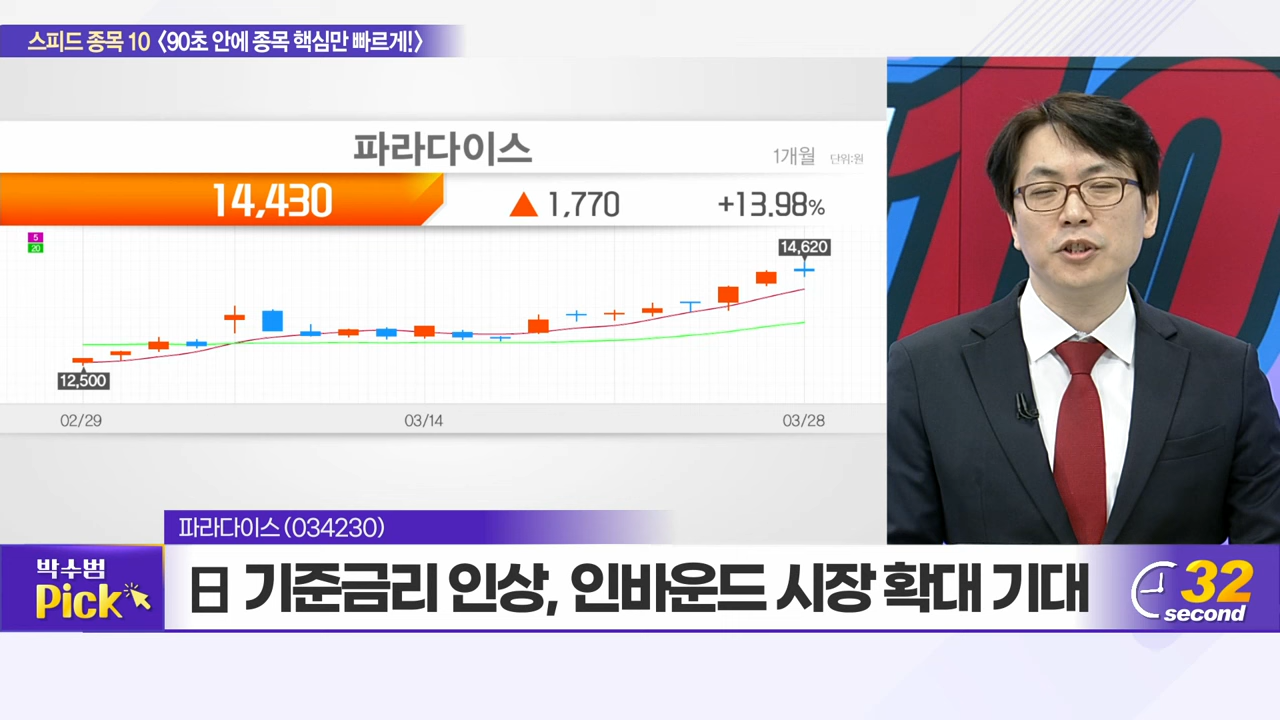 스피드 종목 10 〈90초 안에 종목 핵심만 빠르게!〉
파라다이스
1개월 단위:원
14,430 ▲ 1,770 +13.98%
5
20
14,620
12,500
02/29 03/14 03/28
파라다이스 (034230)
박수범
Pick
日 기준금리 인상, 인바운드 시장 확대 기대
32
second
10